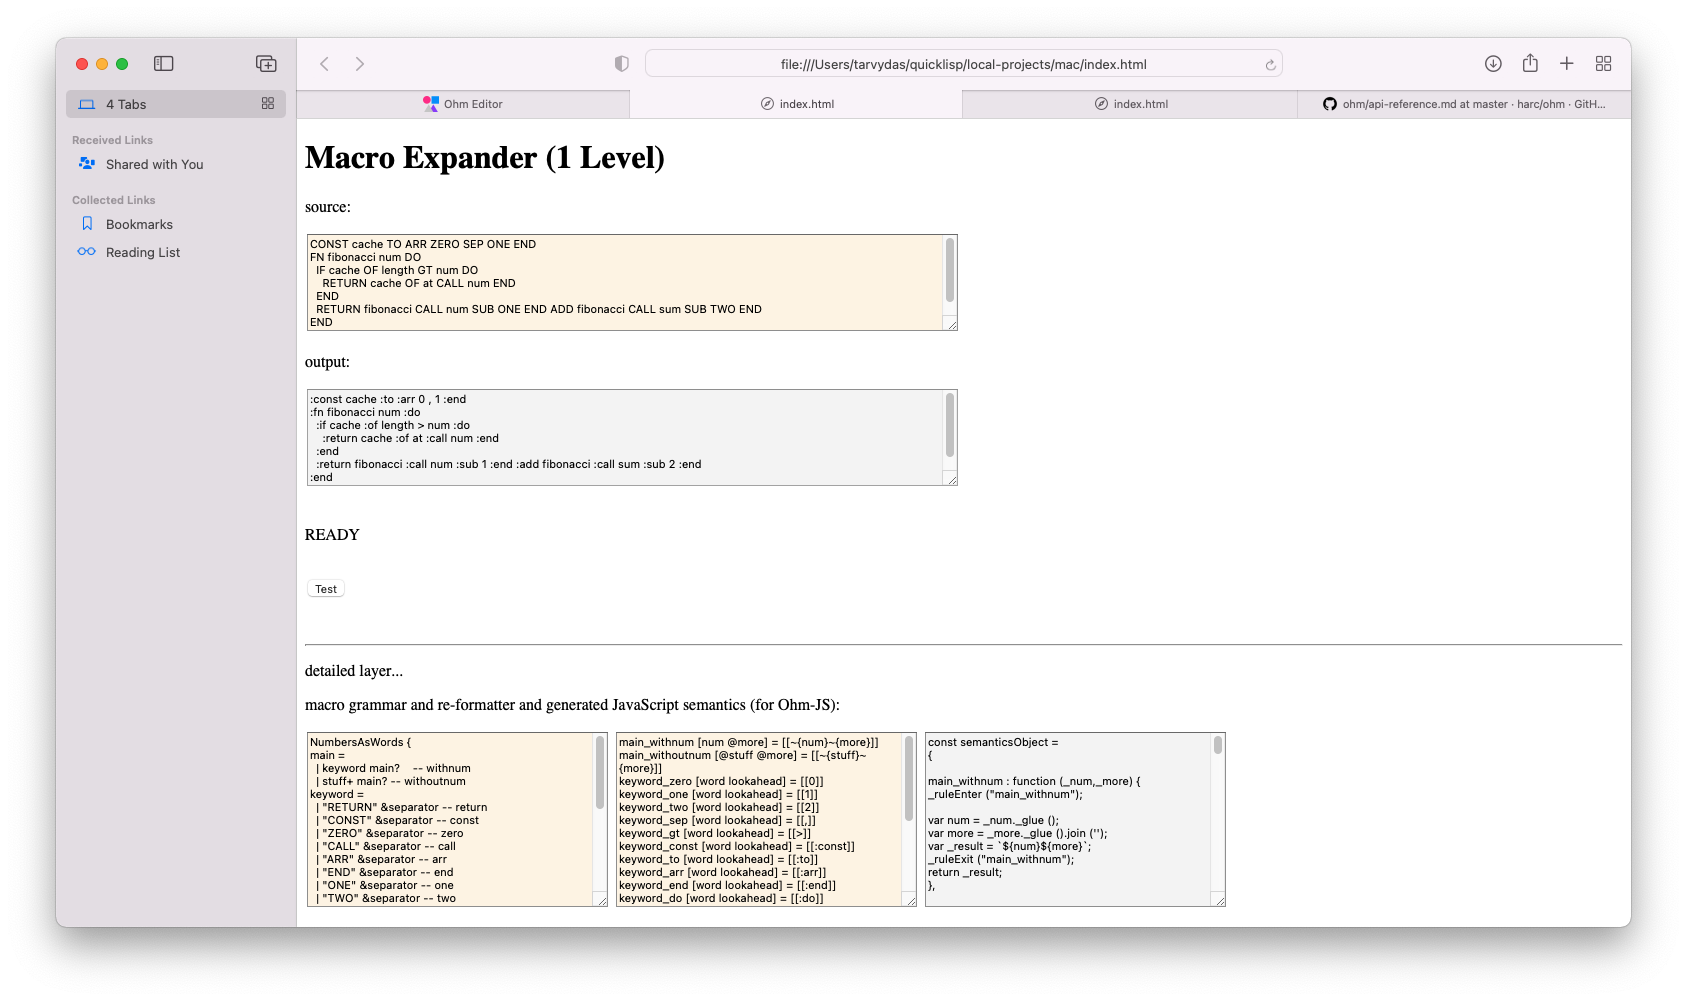 file:///Users/tarvydas/quicklisp/local-projects/mac/index.html
4 Tabs
Ohm Editor
index.html
index.html
ohm/api-reference.md at master · harc/ohm · GitH...
Received Links
Shared with You
Collected Links
Bookmarks
Reading List
Macro Expander (1 Level)
source:
CONST cache TO ARR ZERO SEP ONE END
FN fibonacci num DO
  IF cache OF length GT num DO
    RETURN cache OF at CALL num END
  END
  RETURN fibonacci CALL num SUB ONE END ADD fibonacci CALL sum SUB TWO END
END
output:
:const cache :to :arr 0 , 1 :end
:fn fibonacci num :do
  :if cache :of length > num :do
    :return cache :of at :call num :end
  :end
  :return fibonacci :call num :sub 1 :end :add fibonacci :call sum :sub 2 :end
:end
READY
Test
detailed layer...
macro grammar and re-formatter and generated JavaScript semantics (for Ohm-JS):
NumbersAsWords {
main =
  | keyword main?    -- withnum
  | stuff+ main? -- withoutnum
keyword =
  | "RETURN" &separator -- return
  | "CONST" &separator -- const
  | "ZERO" &separator -- zero
  | "CALL" &separator -- call
  | "ARR" &separator -- arr
  | "END" &separator -- end
  | "ONE" &separator -- one
  | "TWO" &separator -- two
main_withnum [num @more] = [[~{num}~{more}]]
main_withoutnum [@stuff @more] = [[~{stuff}~
{more}]]
keyword_zero [word lookahead] = [[0]]
keyword_one [word lookahead] = [[1]]
keyword_two [word lookahead] = [[2]]
keyword_sep [word lookahead] = [[,]]
keyword_gt [word lookahead] = [[>]]
keyword_const [word lookahead] = [[:const]]
keyword_to [word lookahead] = [[:to]]
keyword_arr [word lookahead] = [[:arr]]
keyword_end [word lookahead] = [[:end]]
keyword_do [word lookahead] = [[:do]]
const semanticsObject =
{
main_withnum : function (_num,_more) {
_ruleEnter ("main_withnum");
var num = _num._glue ();
var more = _more._glue ().join ('');
var _result = `${num}${more}`;
_ruleExit ("main_withnum");
return _result;
},